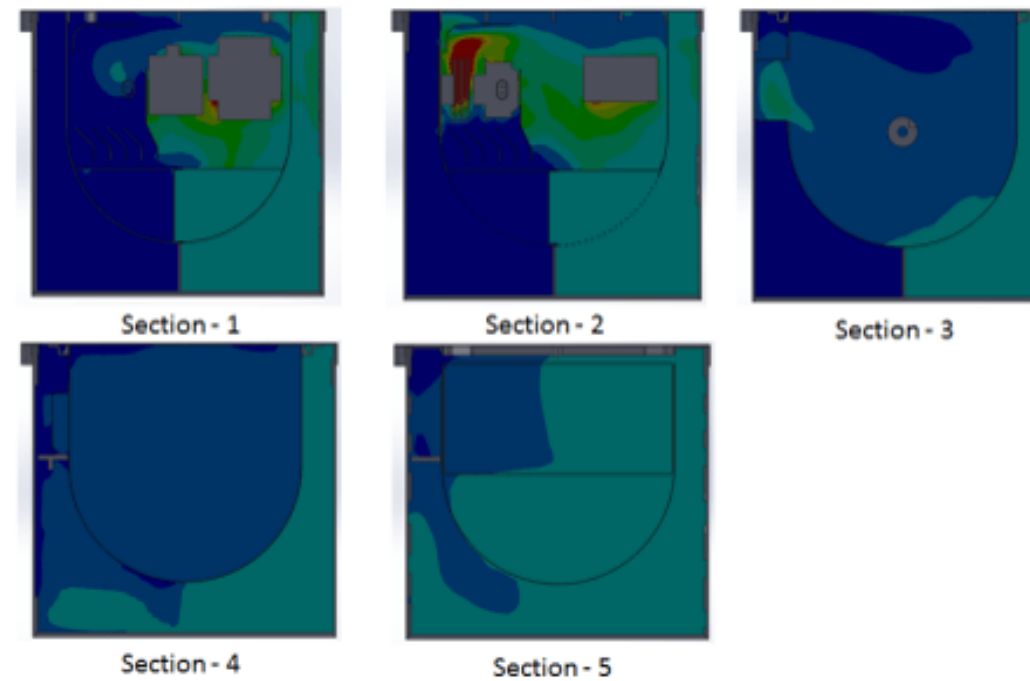 Section - 1
Section - 2
Section - 3
Section - 4
Section - 5